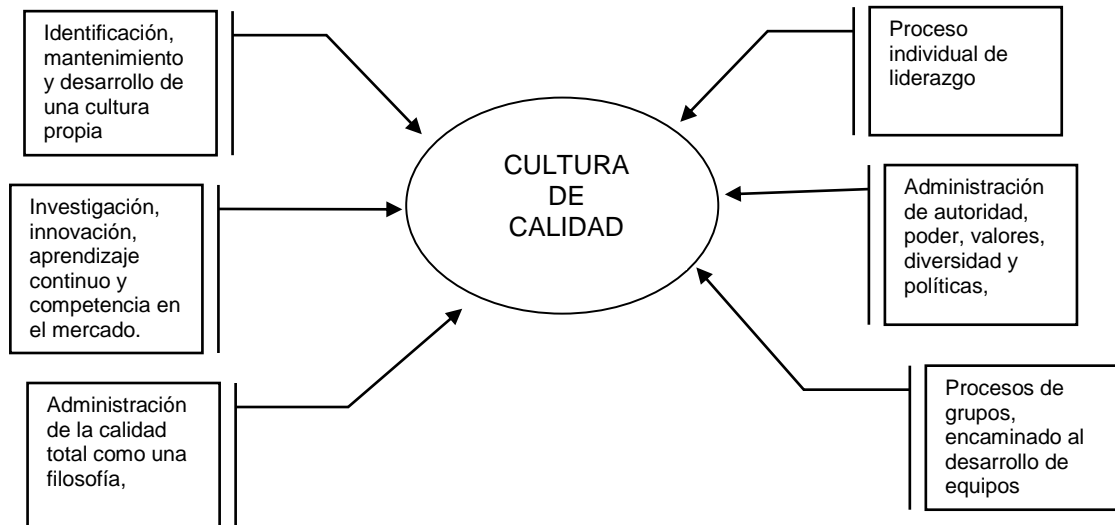 Identificación,
mantenimiento
y desarrollo de
una cultura
propia
Investigación,
innovación,
aprendizaje
continuo y
competencia en
el mercado.
Administración
de la calidad
total como una
filosofía,
CULTURA
DE
CALIDAD
Proceso
individual de
liderazgo
Administración
de autoridad,
poder, valores,
diversidad y
políticas,
Procesos de
grupos,
encaminado al
desarrollo de
equipos